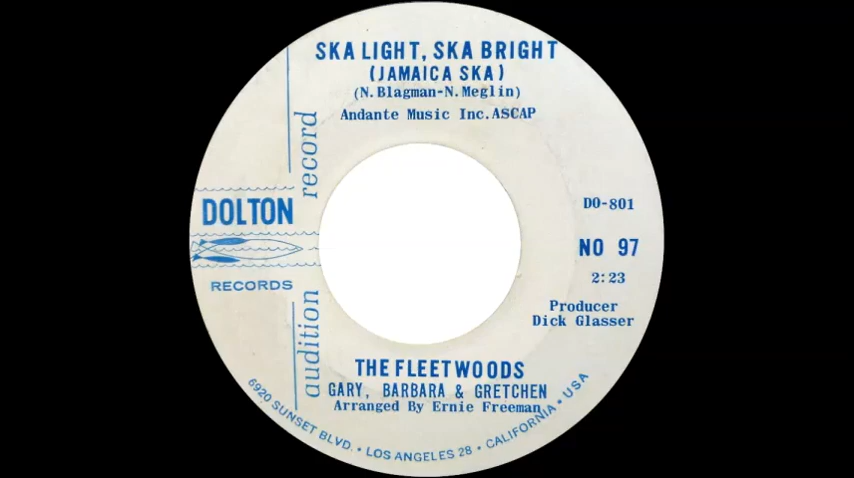 SKA LIGHT, SKA BRIGHT
(JAMAICA SKA)
(N. Blagman-N. Meglin)
Andante Music Inc. ASCAP
audition record
DOLTON
RECORDS
DO-801
NO 97
2:23
Producer
Dick Glasser
THE FLEETWOODS
GARY, BARBARA & GRETCHEN
Arranged By Ernie Freeman
6920 SUNSET BLVD. • LOS ANGELES 28 • CALIFORNIA • USA